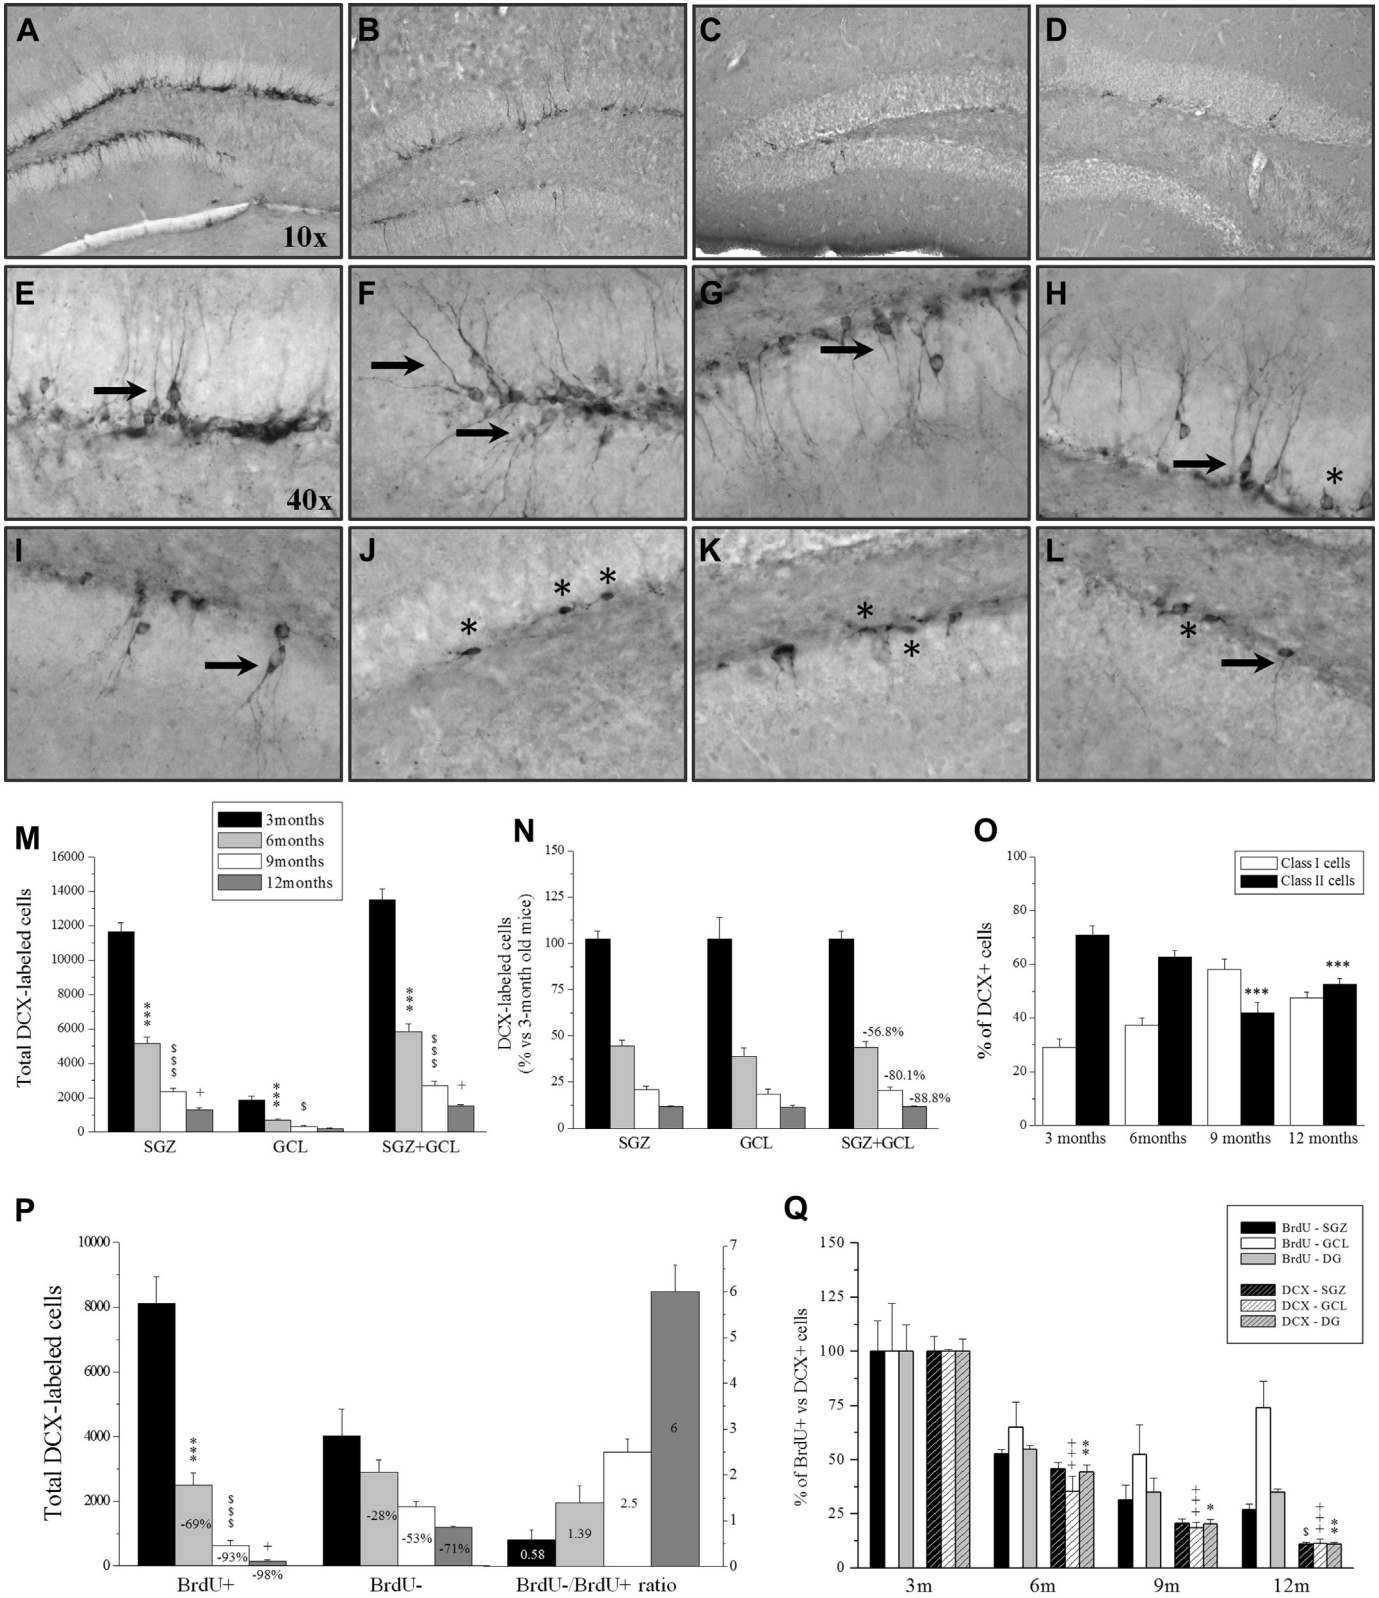 A
B
C
D
10x
E
F
G
H
*
40x
I
J
K
L
* * *
* *
*
M
3months
6months
9months
12months
Total DCX-labeled cells
16000
14000
12000
10000
8000
6000
4000
2000
0
***
$$$
+
***
$
***
$$$
+
SGZ
GCL
SGZ+GCL
N
DCX-labeled cells
(% vs 3-month old mice)
150
125
100
75
50
25
0
-56.8%
-80.1%
-88.8%
SGZ
GCL
SGZ+GCL
O
Class I cells
Class II cells
% of DCX+ cells
100
80
60
40
20
0
***
***
3 months
6months
9 months
12 months
P
Total DCX-labeled cells
10000
8000
6000
4000
2000
0
***
$$$
+
-69%
-93%
-98%
-28%
-53%
-71%
0.58
1.39
2.5
6
7
6
5
4
3
2
1
0
BrdU+
BrdU-
BrdU-/BrdU+ ratio
Q
BrdU - SGZ
BrdU - GCL
BrdU - DG
DCX - SGZ
DCX - GCL
DCX - DG
% of BrdU+ vs DCX+ cells
150
125
100
75
50
25
0
+++
**
+++
*
$
+++
**
3m
6m
9m
12m